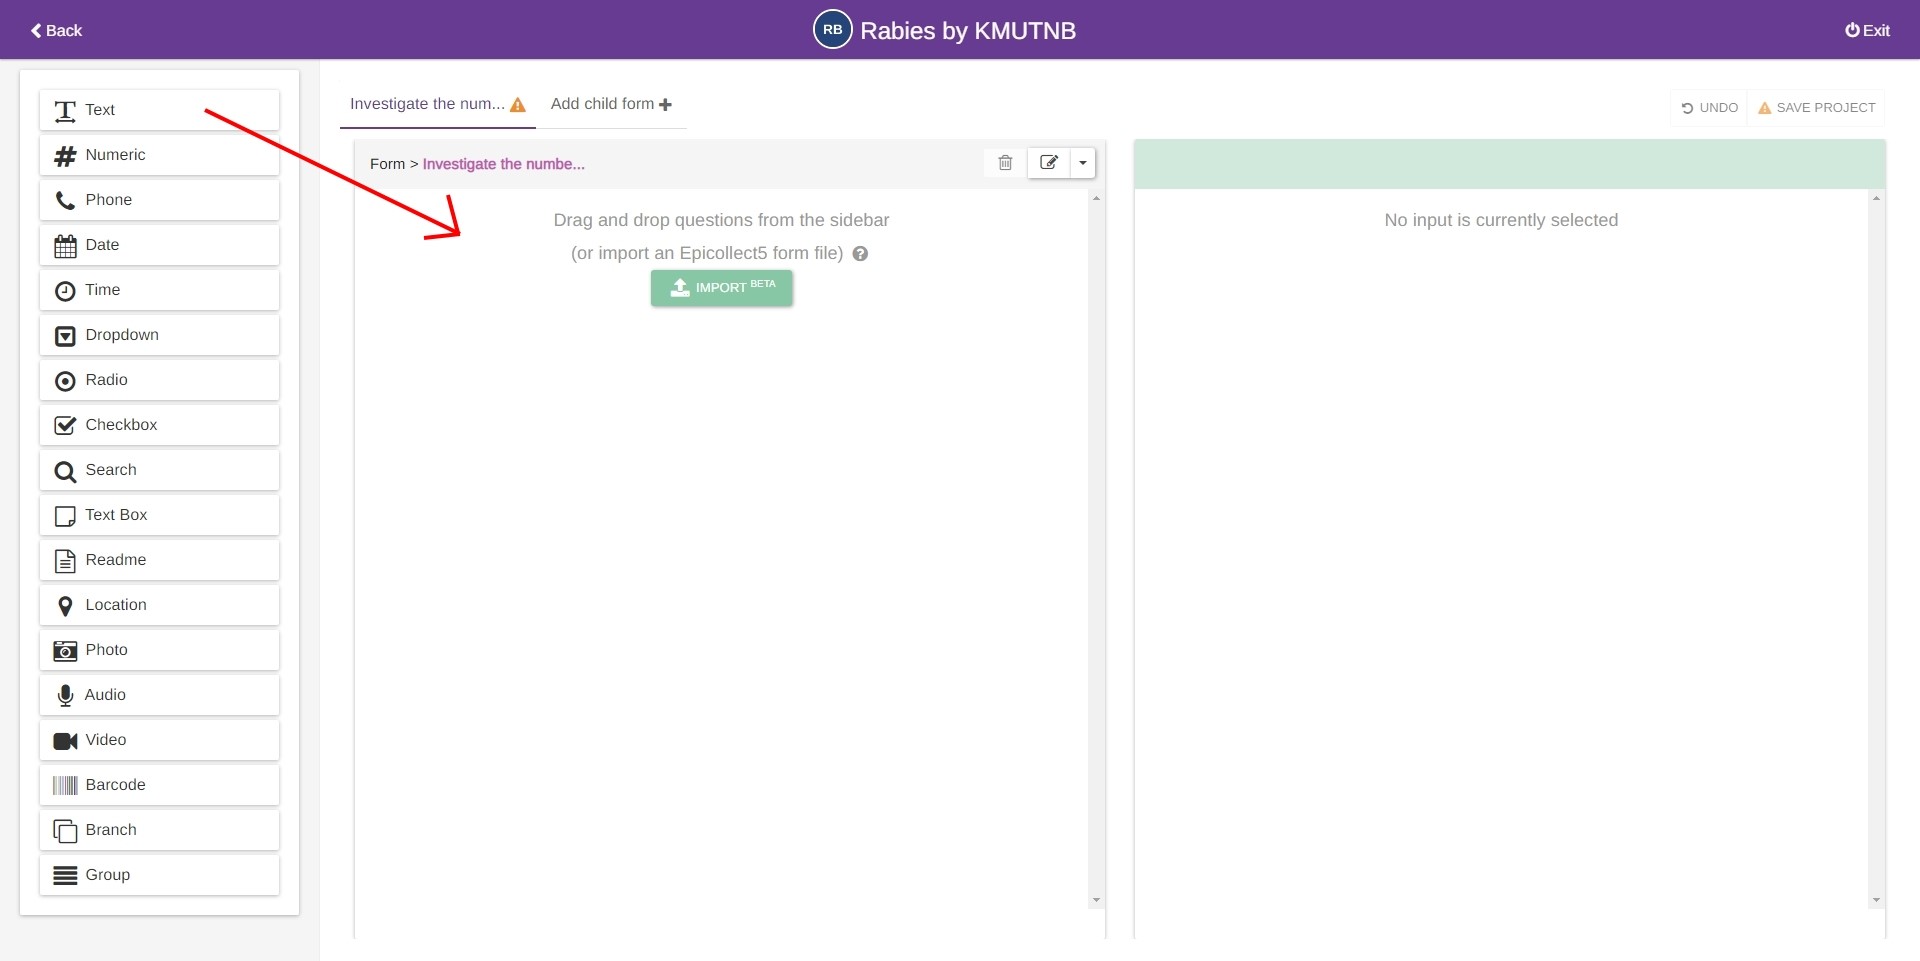 Back
RB Rabies by KMUTNB
Exit
Text
Numeric
Phone
Date
Time
Dropdown
Radio
Checkbox
Search
Text Box
Readme
Location
Photo
Audio
Video
Barcode
Branch
Group
Investigate the num...
Add child form
UNDO
SAVE PROJECT
Form > Investigate the numbe...
Drag and drop questions from the sidebar
(or import an Epicollect5 form file)
IMPORT BETA
No input is currently selected